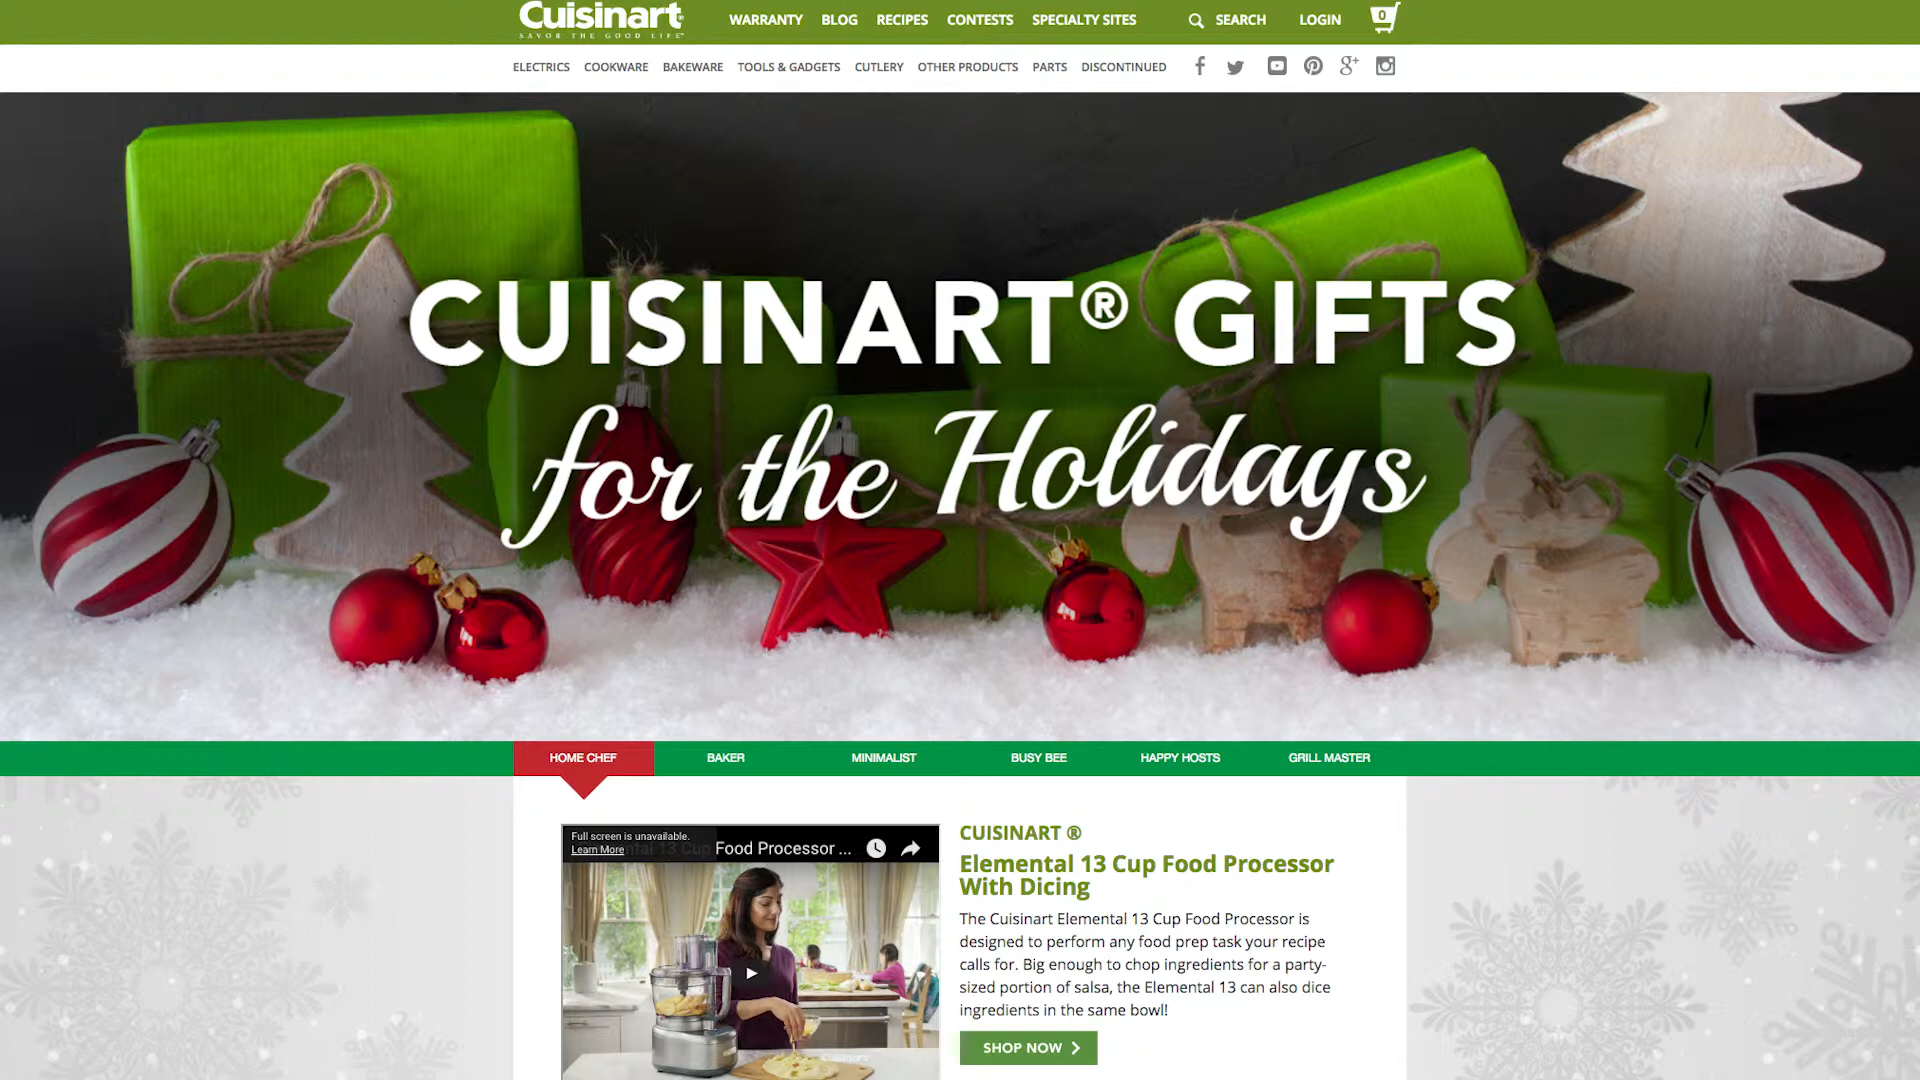 Cuisinart
SAVOR THE GOOD LIFE
WARRANTY BLOG RECIPES CONTESTS SPECIALTY SITES SEARCH LOGIN 0
ELECTRICS COOKWARE BAKEWARE TOOLS & GADGETS CUTLERY OTHER PRODUCTS PARTS DISCONTINUED
CUISINART® GIFTS
for the Holidays
HOME CHEF BAKER MINIMALIST BUSY BEE HAPPY HOSTS GRILL MASTER
Full screen is unavailable.
Learn More
Elemental 13 Cup Food Processor ...
Cuisinart
CUISINART ®
Elemental 13 Cup Food Processor
With Dicing
The Cuisinart Elemental 13 Cup Food Processor is
designed to perform any food prep task your recipe
calls for. Big enough to chop ingredients for a party-
sized portion of salsa, the Elemental 13 can also dice
ingredients in the same bowl!
SHOP NOW